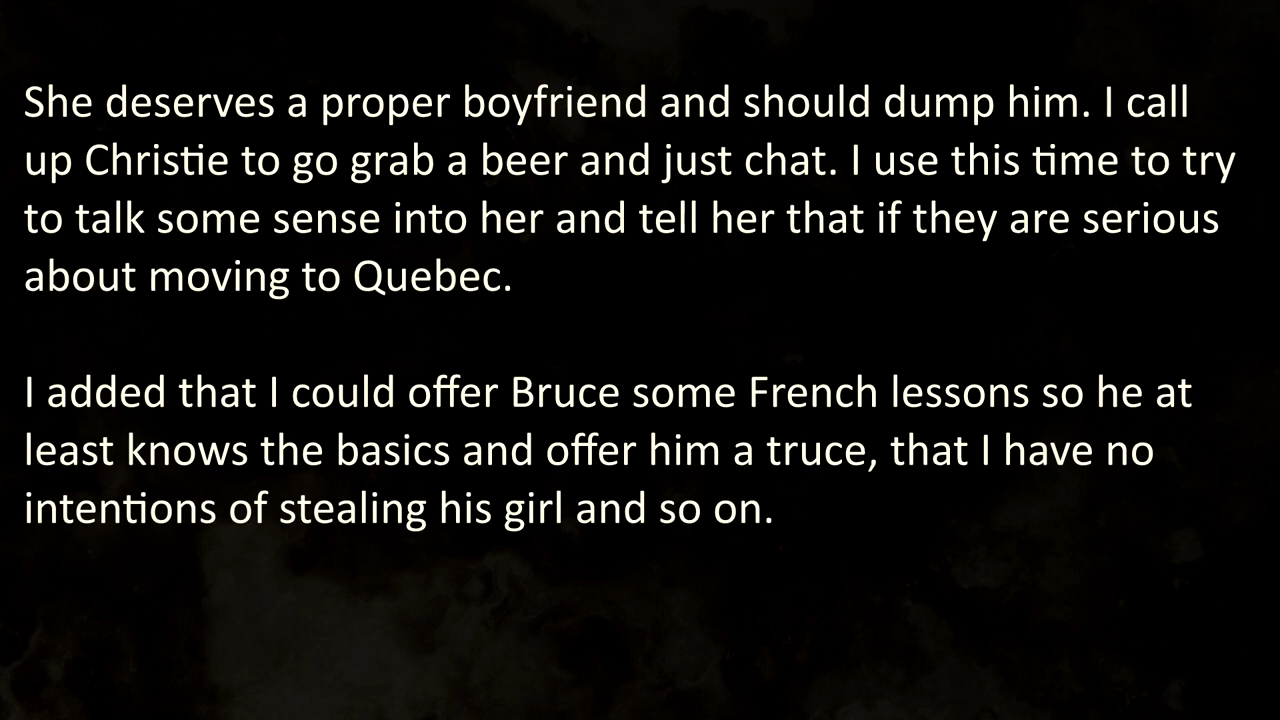 She deserves a proper boyfriend and should dump him. I call
up Christie to go grab a beer and just chat. I use this time to try
to talk some sense into her and tell her that if they are serious
about moving to Quebec.
I added that I could offer Bruce some French lessons so he at
least knows the basics and offer him a truce, that I have no
intentions of stealing his girl and so on.